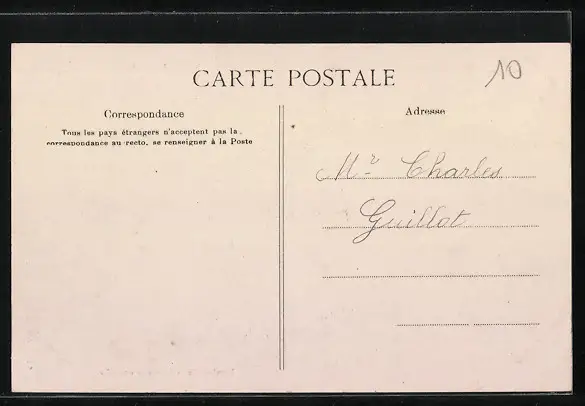 CARTE POSTALE
10
Correspondance
Tous les pays étrangers n'acceptent pas la
correspondance au recto, se renseigner à la Poste
Adresse
Mr Charles
Guillot